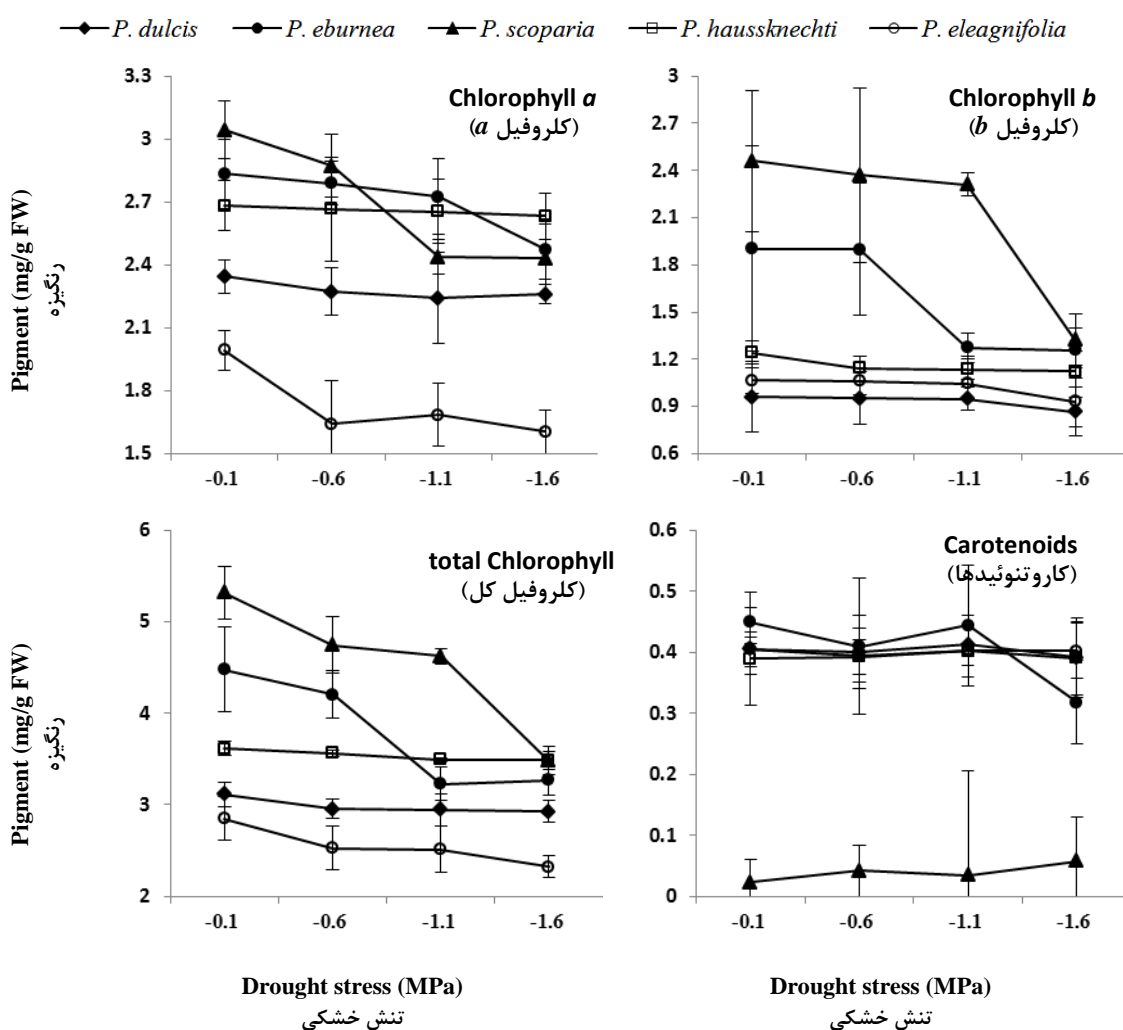 P. dulcis P. eburnea P. scoparia P. haussknechti P. eleagnifolia
Chlorophyll a
(کلروفیل a)
3.3
3
2.7
2.4
2.1
1.8
1.5
-0.1 -0.6 -1.1 -1.6
Pigment (mg/g FW)
رنگیزه
Chlorophyll b
(کلروفیل b)
3
2.7
2.4
2.1
1.8
1.5
1.2
0.9
0.6
-0.1 -0.6 -1.1 -1.6
total Chlorophyll
(کلروفیل کل)
6
5
4
3
2
-0.1 -0.6 -1.1 -1.6
Pigment (mg/g FW)
رنگیزه
Drought stress (MPa)
تنش خشکی
Carotenoids
(کاروتنوئیدها)
0.6
0.5
0.4
0.3
0.2
0.1
0
-0.1 -0.6 -1.1 -1.6
Drought stress (MPa)
تنش خشکی